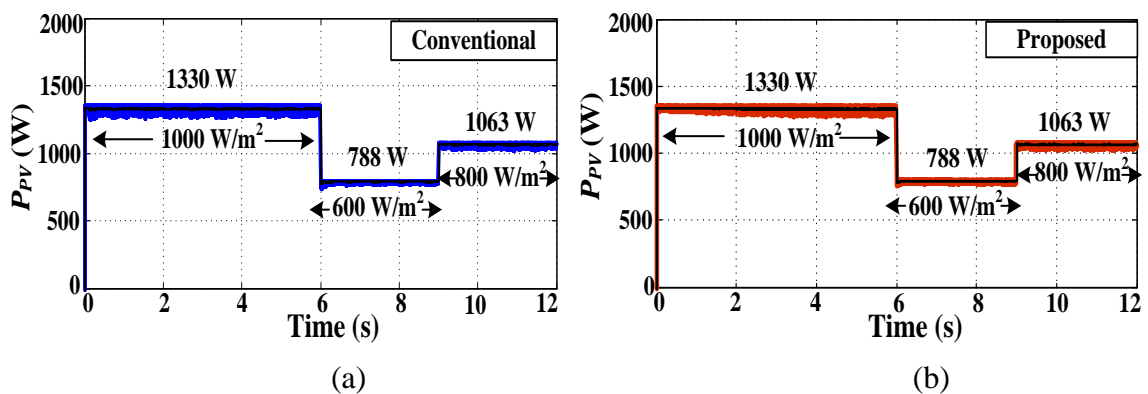 2000
1500
1000
500
0
P_PV (W)
Conventional
1330 W
1000 W/m²
788 W
600 W/m²
1063 W
800 W/m²
0 2 4 6 8 10 12
Time (s)
(a)
2000
1500
1000
500
0
P_PV (W)
Proposed
1330 W
1000 W/m²
788 W
600 W/m²
1063 W
800 W/m²
0 2 4 6 8 10 12
Time (s)
(b)